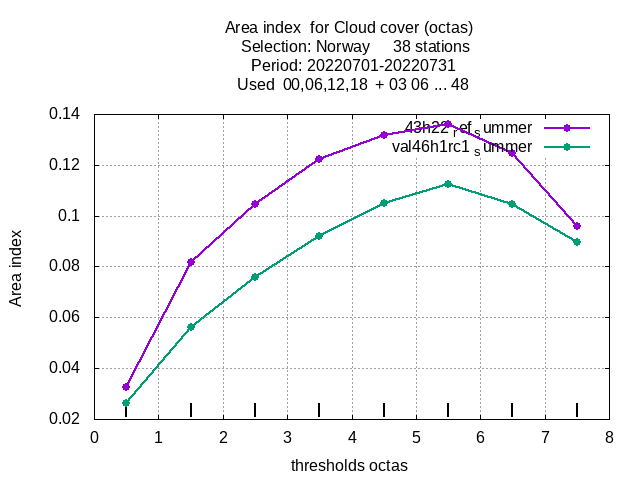 Area index  for Cloud cover (octas)
Selection: Norway     38 stations
Period: 20220701-20220731
Used  00,06,12,18  + 03 06 ... 48
0.14
0.12
0.1
0.08
0.06
0.04
0.02
Area index
43h22_ref_summer
val46h1rc1_summer
0 1 2 3 4 5 6 7 8
thresholds octas